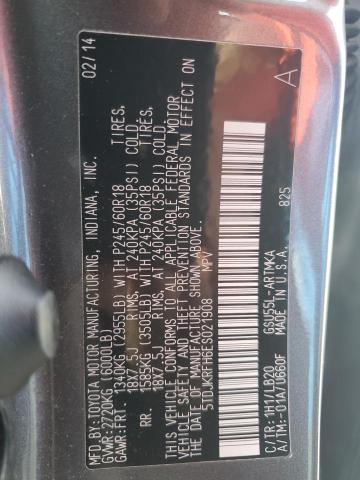 MFD. BY: TOYOTA MOTOR MANUFACTURING, INDIANA, INC. 02/14
GVWR: 2720KG (6000LB)
GAWR: FRT. 1340KG (2955LB) WITH P245/60R18 TIRES,
18X7.5J RIMS, AT 240KPA (35PSI) COLD.
RR. 1585KG (3505LB) WITH P245/60R18 TIRES,
18X7.5J RIMS, AT 240KPA (35PSI) COLD.
THIS VEHICLE CONFORMS TO ALL APPLICABLE FEDERAL MOTOR
VEHICLE SAFETY, BUMPER, AND THEFT PREVENTION STANDARDS IN EFFECT ON
THE DATE OF MANUFACTURE SHOWN ABOVE.
5TDJKRFH6ES021908 MPV
A
825
C/TR: 1H1/LB20 GSU55L-ARTMKA
A/TM: -01A/U660F MADE IN U.S.A.